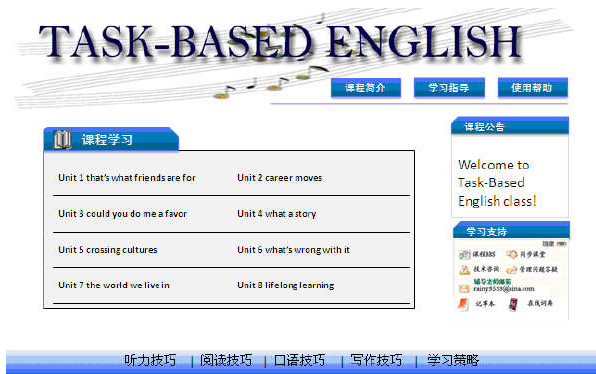 TASK-BASED ENGLISH
课程简介 学习指导 使用帮助
课程学习
Unit 1 that's what friends are for Unit 2 career moves
Unit 3 could you do me a favor Unit 4 what a story
Unit 5 crossing cultures Unit 6 what's wrong with it
Unit 7 the world we live in Unit 8 lifelong learning
课程公告
Welcome to
Task-Based
English class!
学习支持
课程BBS 同步课堂
技术咨询 管理问题答疑
辅导老师邮箱
记事本 在线词典
听力技巧 | 阅读技巧 | 口语技巧 | 写作技巧 | 学习策略